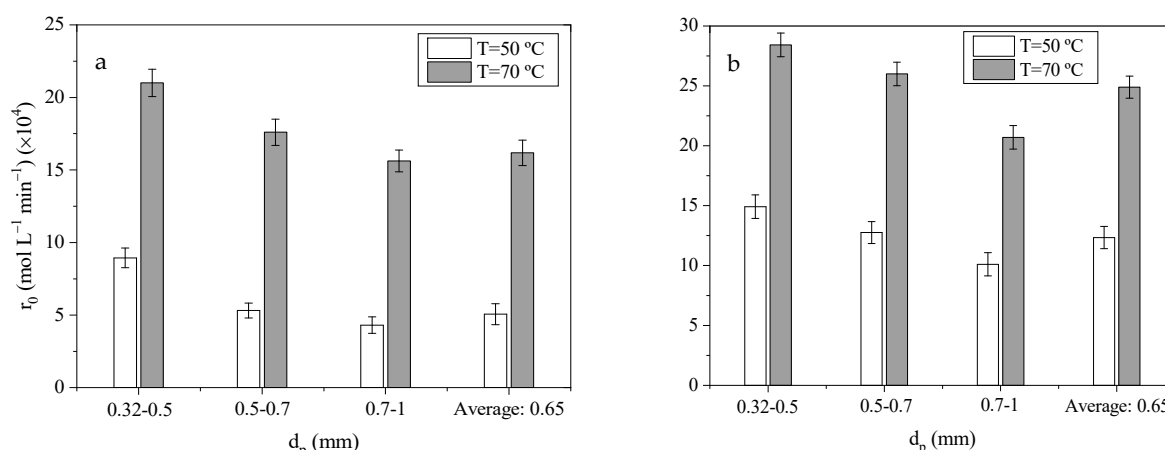 25
20
15
10
5
0
r₀ (mol L⁻¹ min⁻¹) (×10⁴)
a
T=50 ºC
T=70 ºC
0.32-0.5
0.5-0.7
0.7-1
Average: 0.65
dₚ (mm)
30
25
20
15
10
5
0
b
T=50 ºC
T=70 ºC
0.32-0.5
0.5-0.7
0.7-1
Average: 0.65
dₚ (mm)